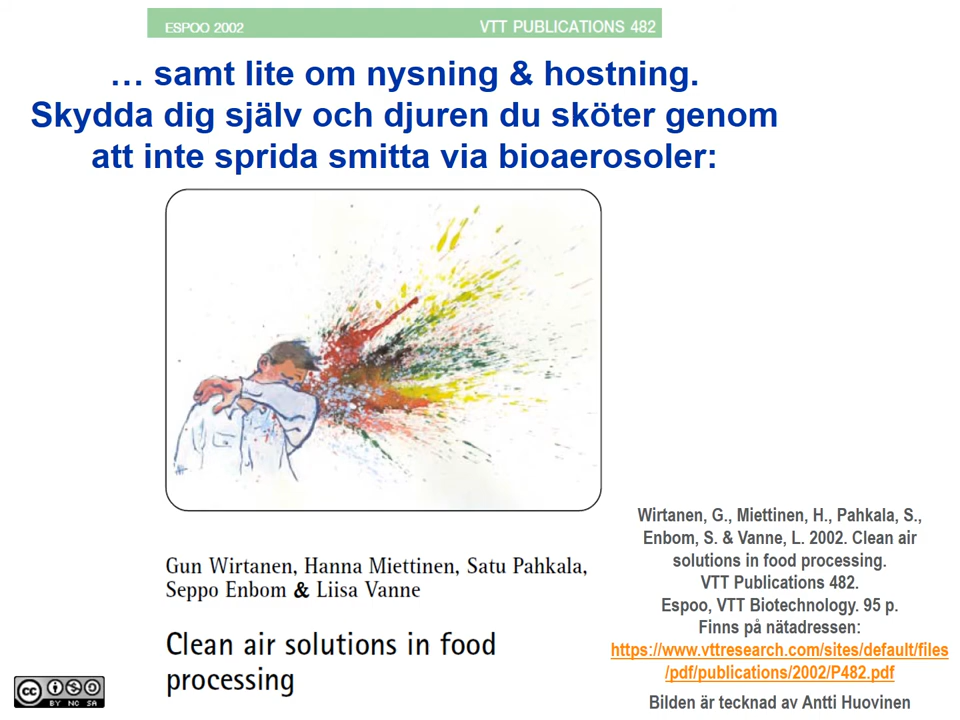 ESPOO 2002 VTT PUBLICATIONS 482
… samt lite om nysning & hostning.
Skydda dig själv och djuren du sköter genom
att inte sprida smitta via bioaerosoler:
Gun Wirtanen, Hanna Miettinen, Satu Pahkala,
Seppo Enbom & Liisa Vanne
Clean air solutions in food
processing
Wirtanen, G., Miettinen, H., Pahkala, S.,
Enbom, S. & Vanne, L. 2002. Clean air
solutions in food processing.
VTT Publications 482.
Espoo, VTT Biotechnology. 95 p.
Finns på nätadressen:
https://www.vttresearch.com/sites/default/files
/pdf/publications/2002/P482.pdf
Bilden är tecknad av Antti Huovinen
cc
BY NC SA